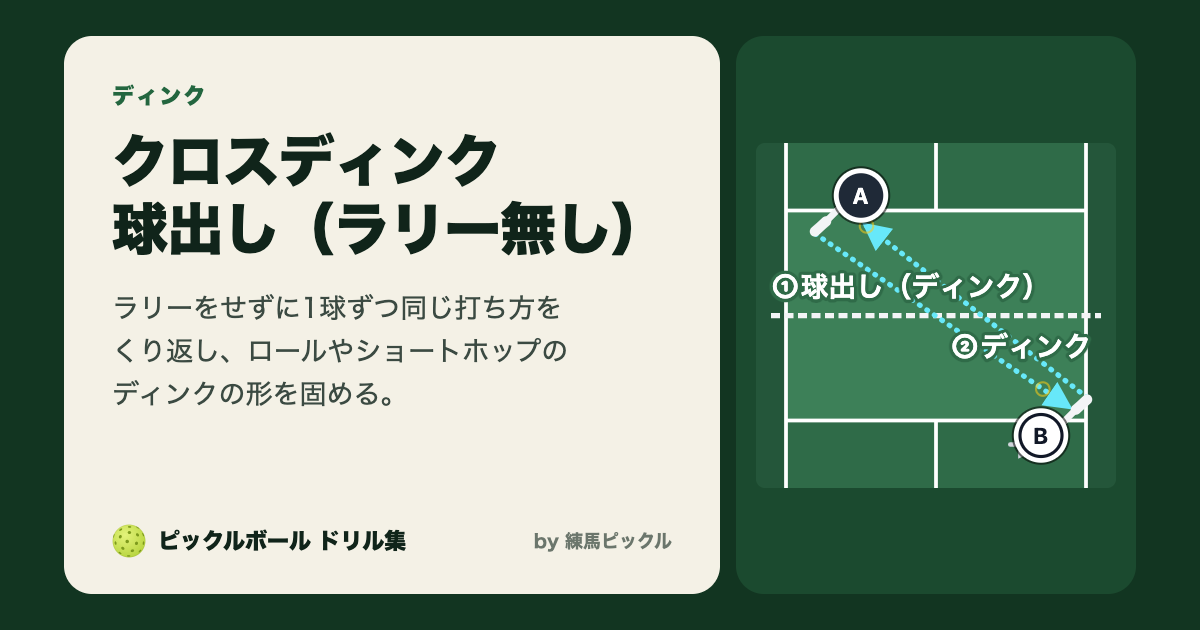 ディンク
クロスディンク
球出し（ラリー無し）
ラリーをせずに1球ずつ同じ打ち方を
くり返し、ロールやショートホップの
ディンクの形を固める。
ピックルボール ドリル集
by 練馬ピックル
A
①球出し（ディンク）
②ディンク
B